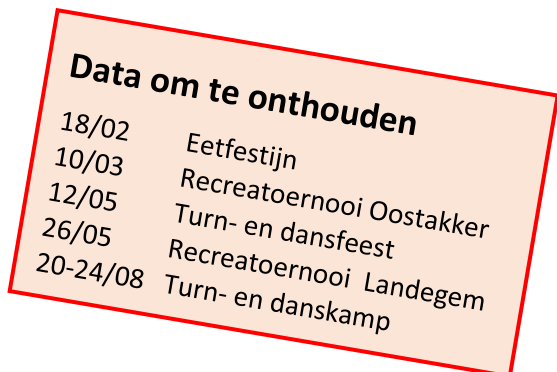 Data om te onthouden
18/02 Eetfestijn
10/03 Recreatoernooi Oostakker
12/05 Turn- en dansfeest
26/05 Recreatoernooi Landegem
20-24/08 Turn- en danskamp